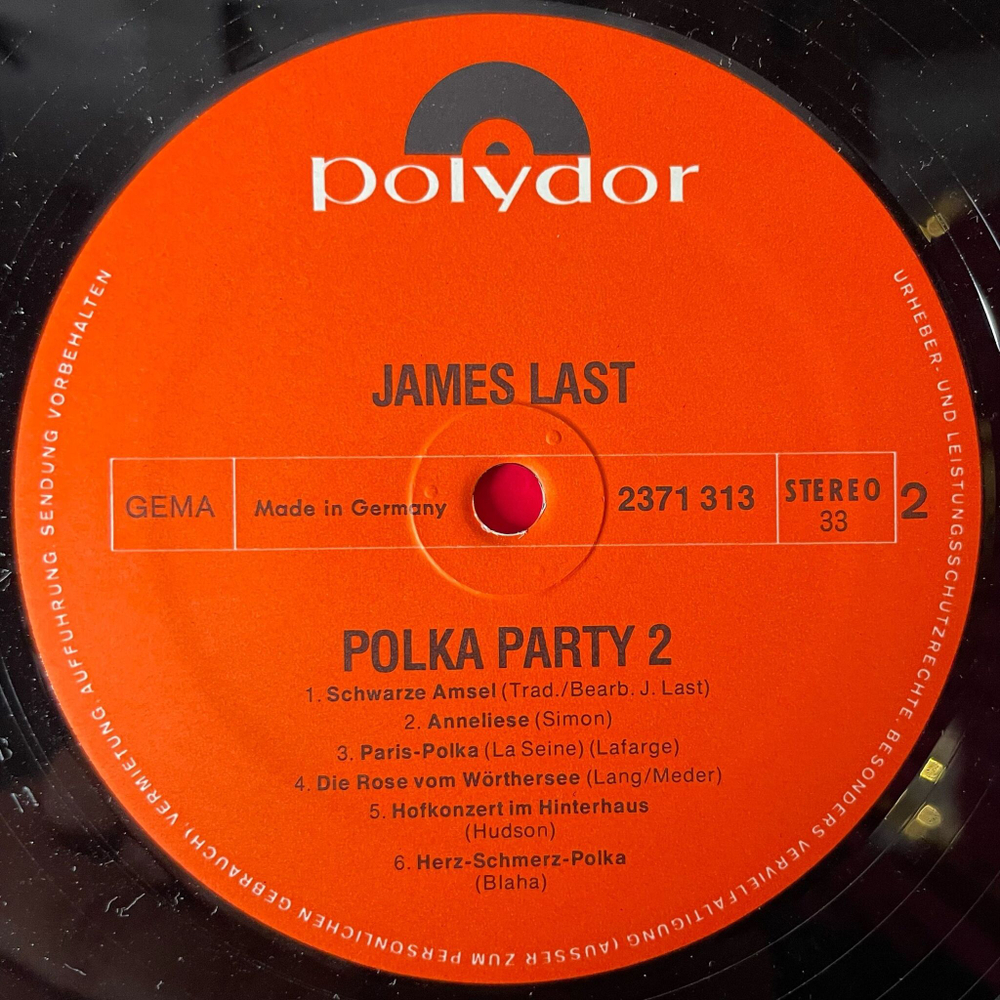 polydor
JAMES LAST
GEMA
Made in Germany
2371 313
STEREO
33
2
POLKA PARTY 2
1. Schwarze Amsel (Trad./Bearb. J. Last)
2. Anneliese (Simon)
3. Paris-Polka (La Seine) (Lafarge)
4. Die Rose vom Wörthersee (Lang/Meder)
5. Hofkonzert im Hinterhaus
(Hudson)
6. Herz-Schmerz-Polka
(Blaha)
URHEBER- UND LEISTUNGSSCHUTZRECHTE, BESONDERS VERVIELFÄLTIGUNG (AUSSER ZUM PERSÖNLICHEN GEBRAUCH), VERMIETUNG, AUFFÜHRUNG, SENDUNG VORBEHALTEN